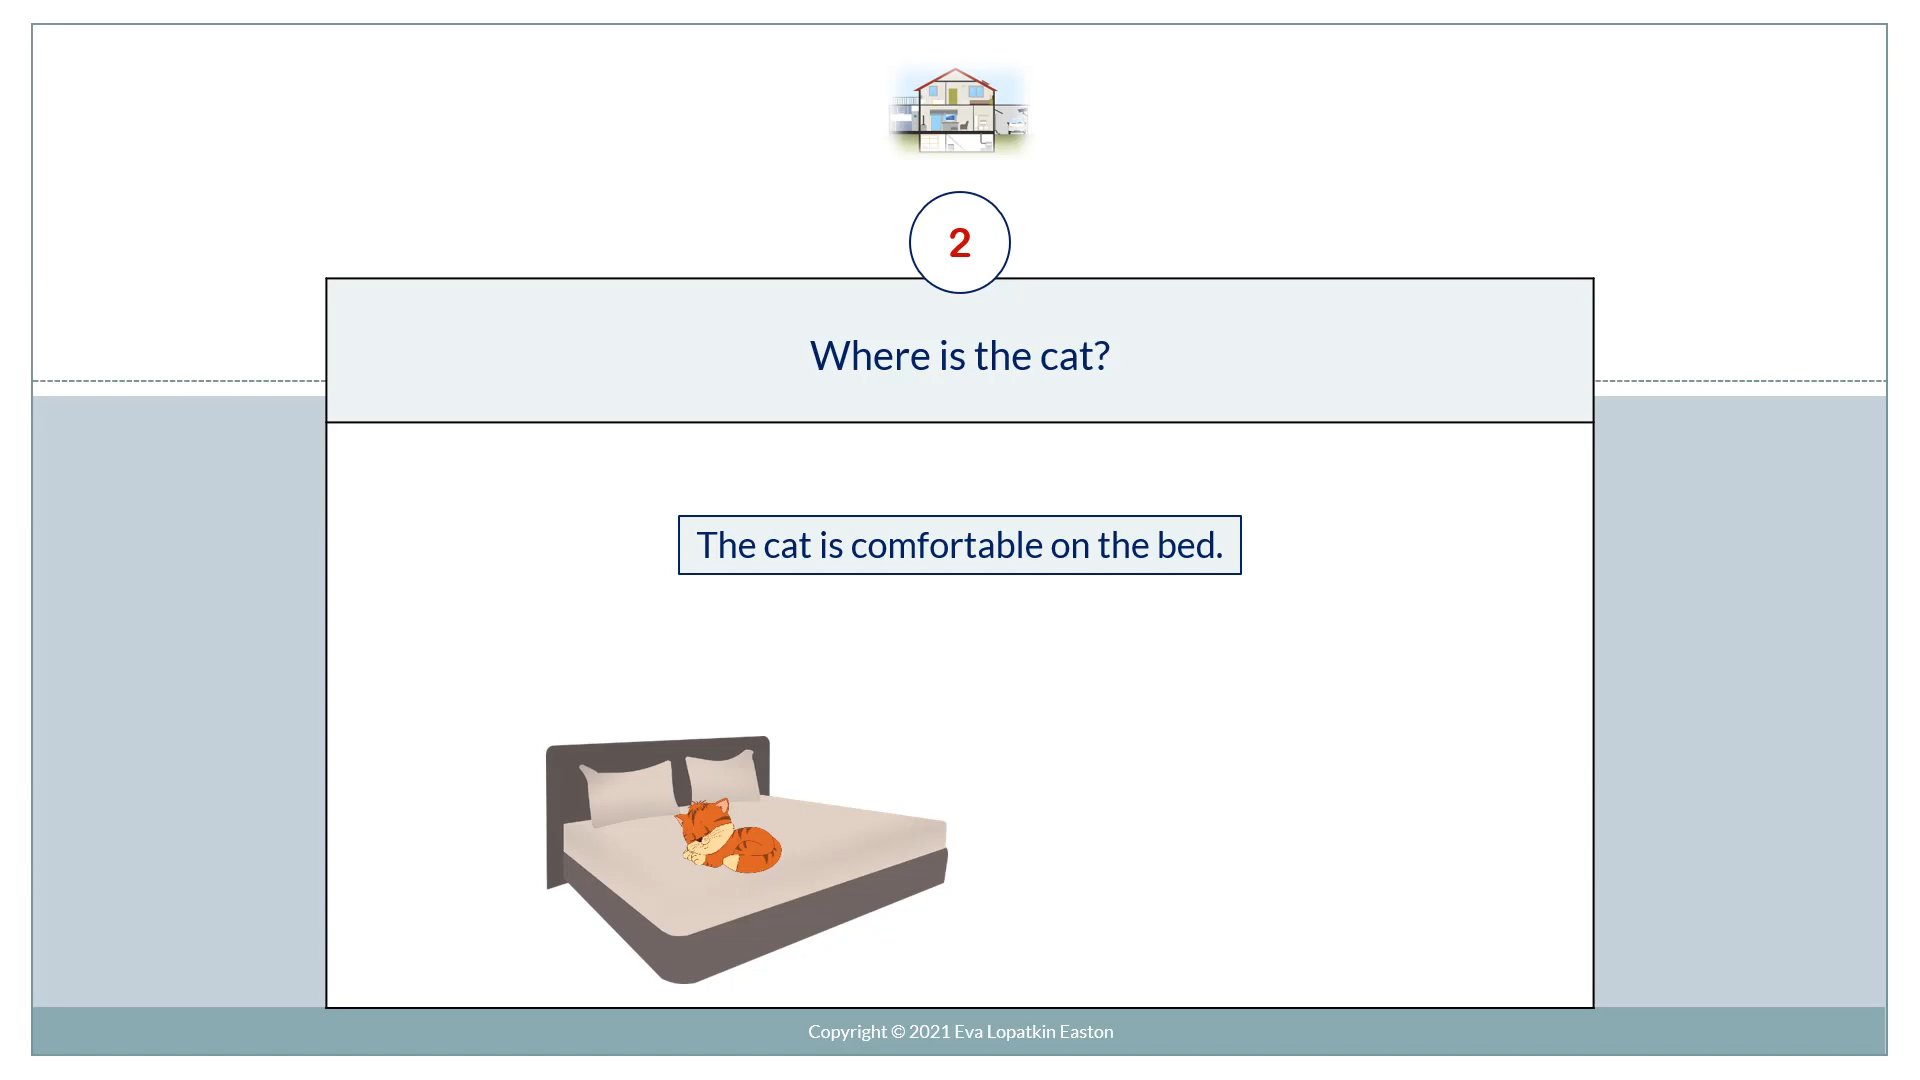 2
Where is the cat?
The cat is comfortable on the bed.
Copyright © 2021 Eva Lopatkin Easton